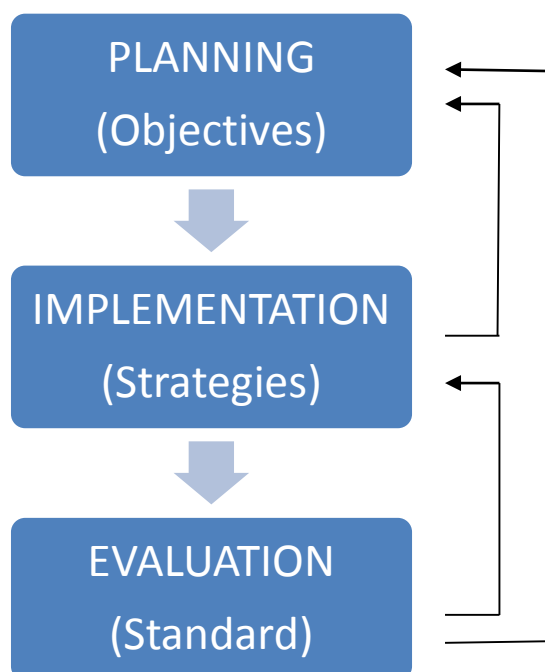 PLANNING
(Objectives)
IMPLEMENTATION
(Strategies)
EVALUATION
(Standard)